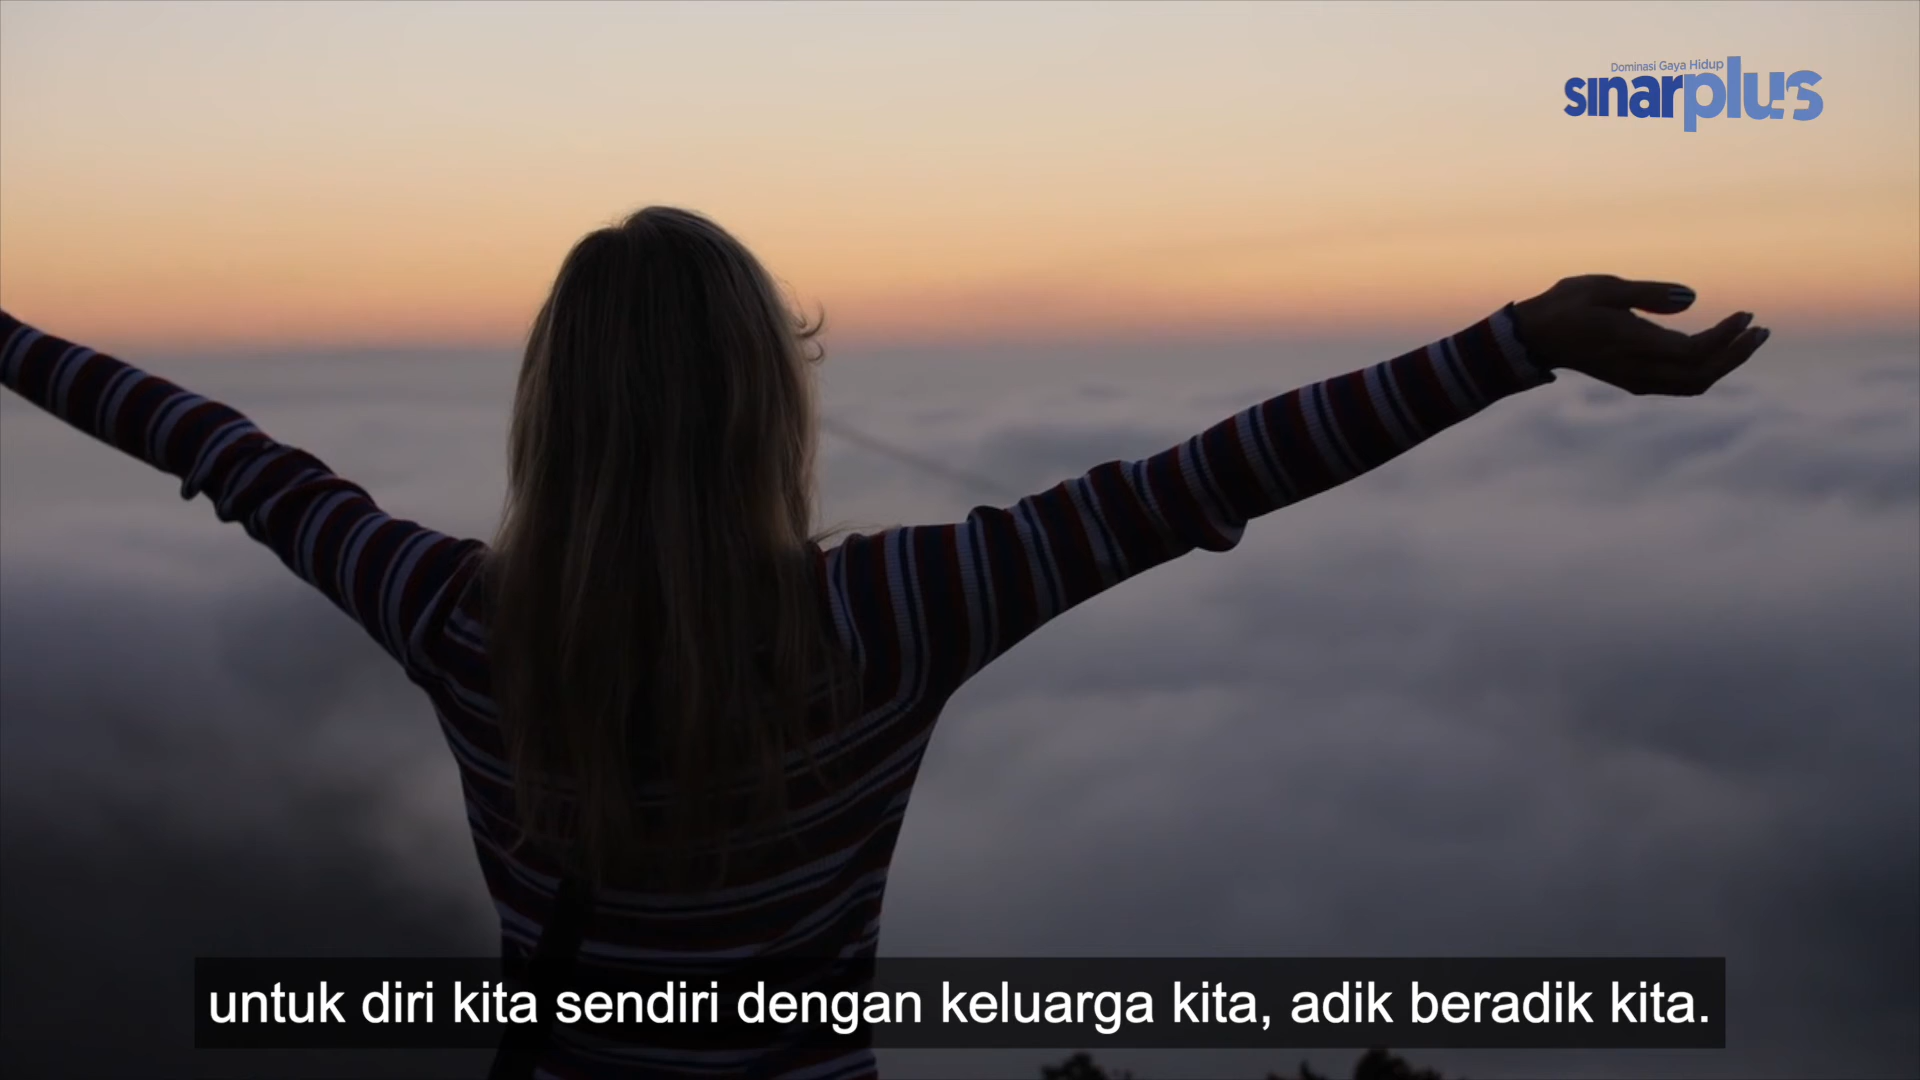 Dominasi Gaya Hidup
sinarplus
untuk diri kita sendiri dengan keluarga kita, adik beradik kita.